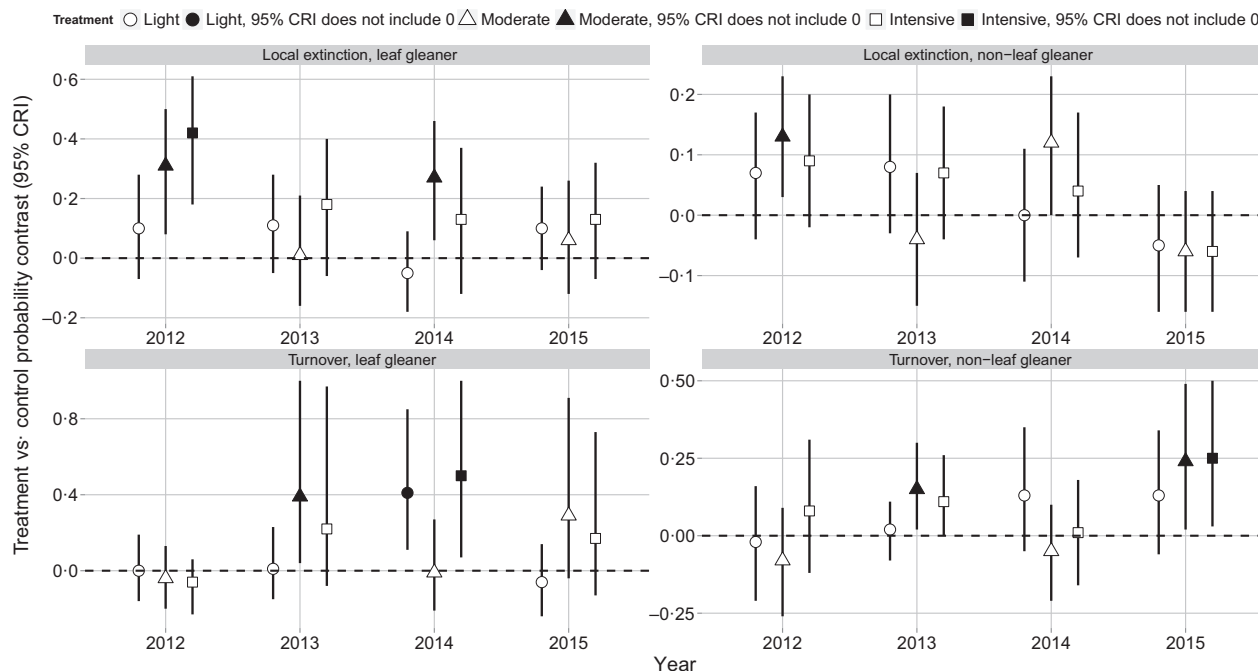 Treatment Light Light, 95% CRI does not include 0 Moderate Moderate, 95% CRI does not include 0 Intensive Intensive, 95% CRI does not include 0
Treatment vs· control probability contrast (95% CRI)
Local extinction, leaf gleaner
0·6
0·4
0·2
0·0
−0·2
2012 2013 2014 2015
Local extinction, non−leaf gleaner
0·2
0·1
0·0
−0·1
2012 2013 2014 2015
Turnover, leaf gleaner
0·8
0·4
0·0
2012 2013 2014 2015
Turnover, non−leaf gleaner
0·50
0·25
0·00
−0·25
2012 2013 2014 2015
Year